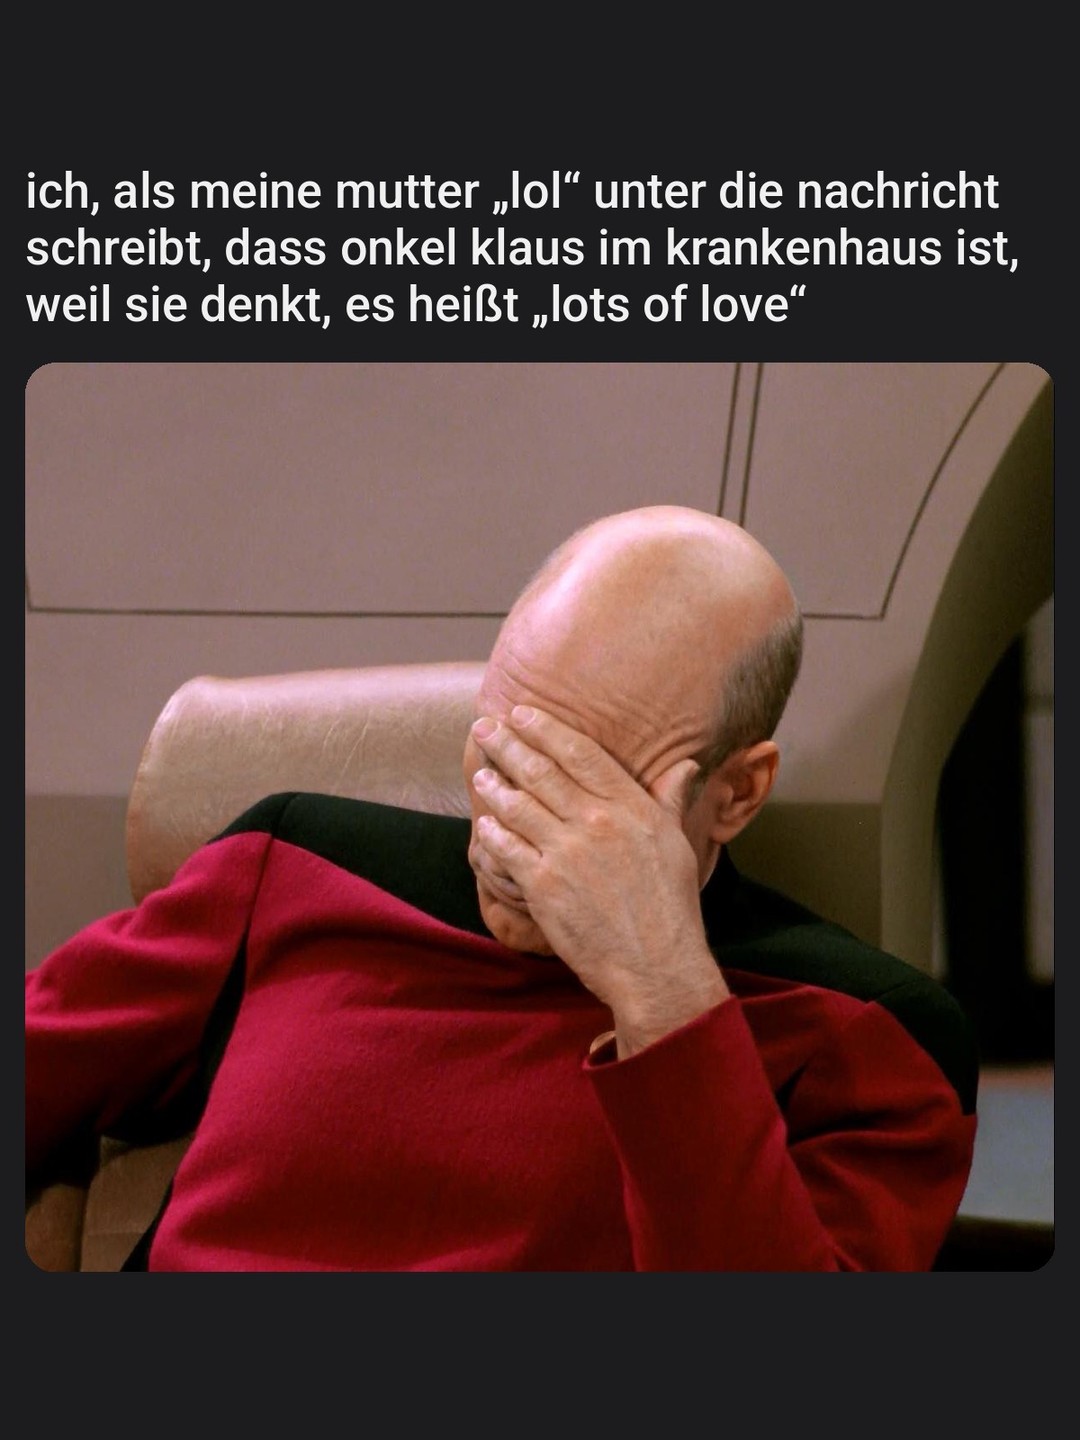 ich, als meine mutter „lol“ unter die nachricht
schreibt, dass onkel klaus im krankenhaus ist,
weil sie denkt, es heißt „lots of love“